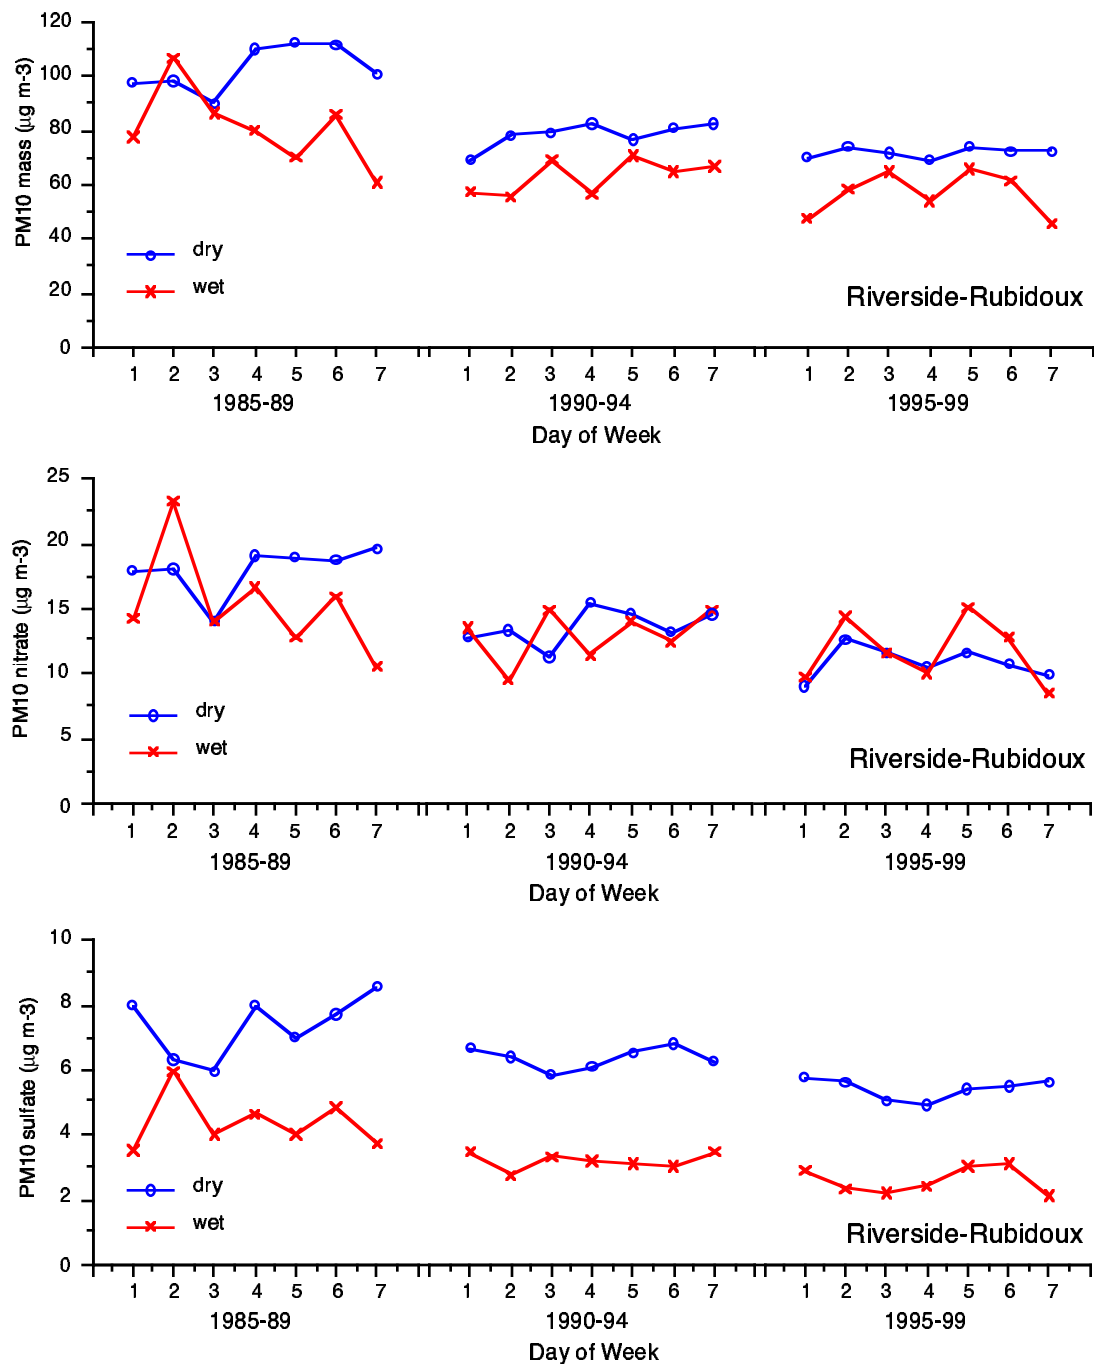 120
100
80
60
40
20
0
PM10 mass (µg m-3)
dry
wet
Riverside-Rubidoux
1 2 3 4 5 6 7 1 2 3 4 5 6 7 1 2 3 4 5 6 7
1985-89 1990-94 1995-99
Day of Week
25
20
15
10
5
0
PM10 nitrate (µg m-3)
dry
wet
Riverside-Rubidoux
1 2 3 4 5 6 7 1 2 3 4 5 6 7 1 2 3 4 5 6 7
1985-89 1990-94 1995-99
Day of Week
10
8
6
4
2
0
PM10 sulfate (µg m-3)
dry
wet
Riverside-Rubidoux
1 2 3 4 5 6 7 1 2 3 4 5 6 7 1 2 3 4 5 6 7
1985-89 1990-94 1995-99
Day of Week